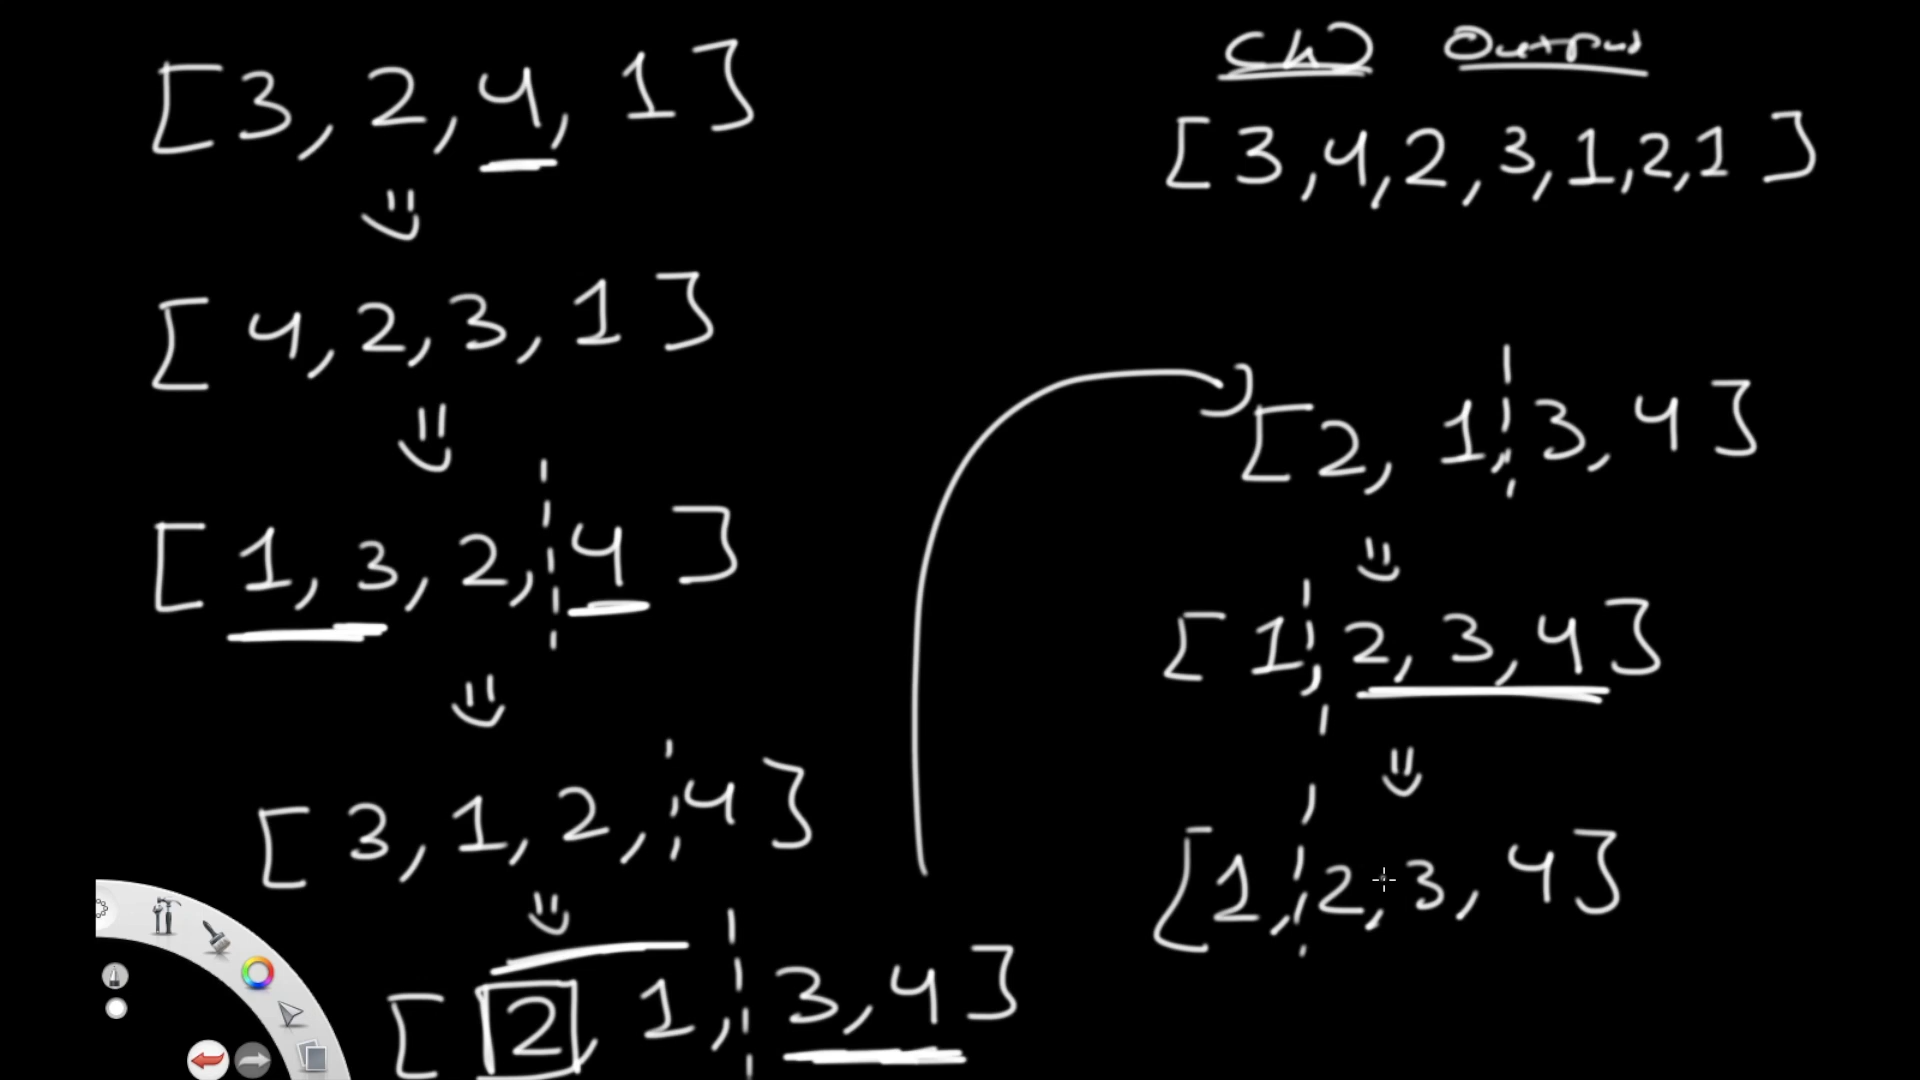 [3, 2, 4, 1]
[4, 2, 3, 1]
[1, 3, 2, 4]
[3, 1, 2, 4]
[2, 1, 3, 4]
Output
[3, 4, 2, 3, 1, 2, 1]
[2, 1, 3, 4]
[1, 2, 3, 4]
[1, 2, 3, 4]